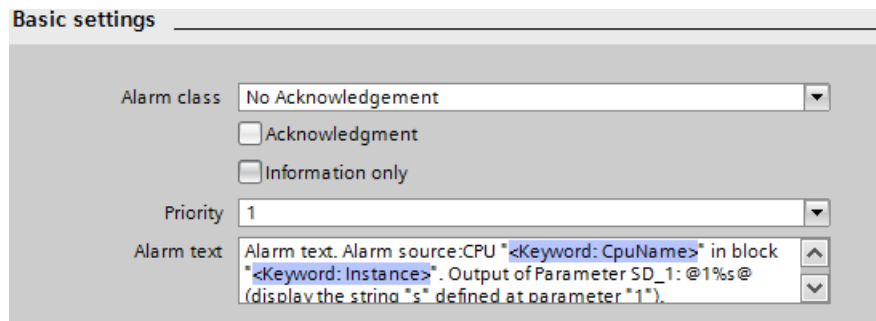 Basic settings
Alarm class No Acknowledgement
Acknowledgment
Information only
Priority 1
Alarm text Alarm text. Alarm source:CPU "<Keyword: CpuName>" in block
"<Keyword: Instance>". Output of Parameter SD_1: @1%s@
(display the string "s" defined at parameter "1").